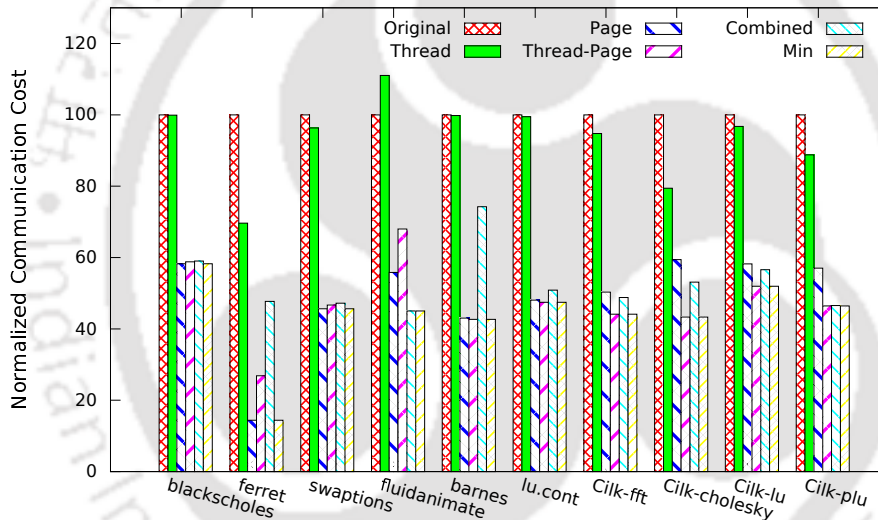 Normalized Communication Cost
120
100
80
60
40
20
0
Original
Thread
Page
Thread-Page
Combined
Min
blackscholes
ferret
swaptions
fluidanimate
barnes
lu.cont
Cilk-fft
Cilk-cholesky
Cilk-lu
Cilk-plu